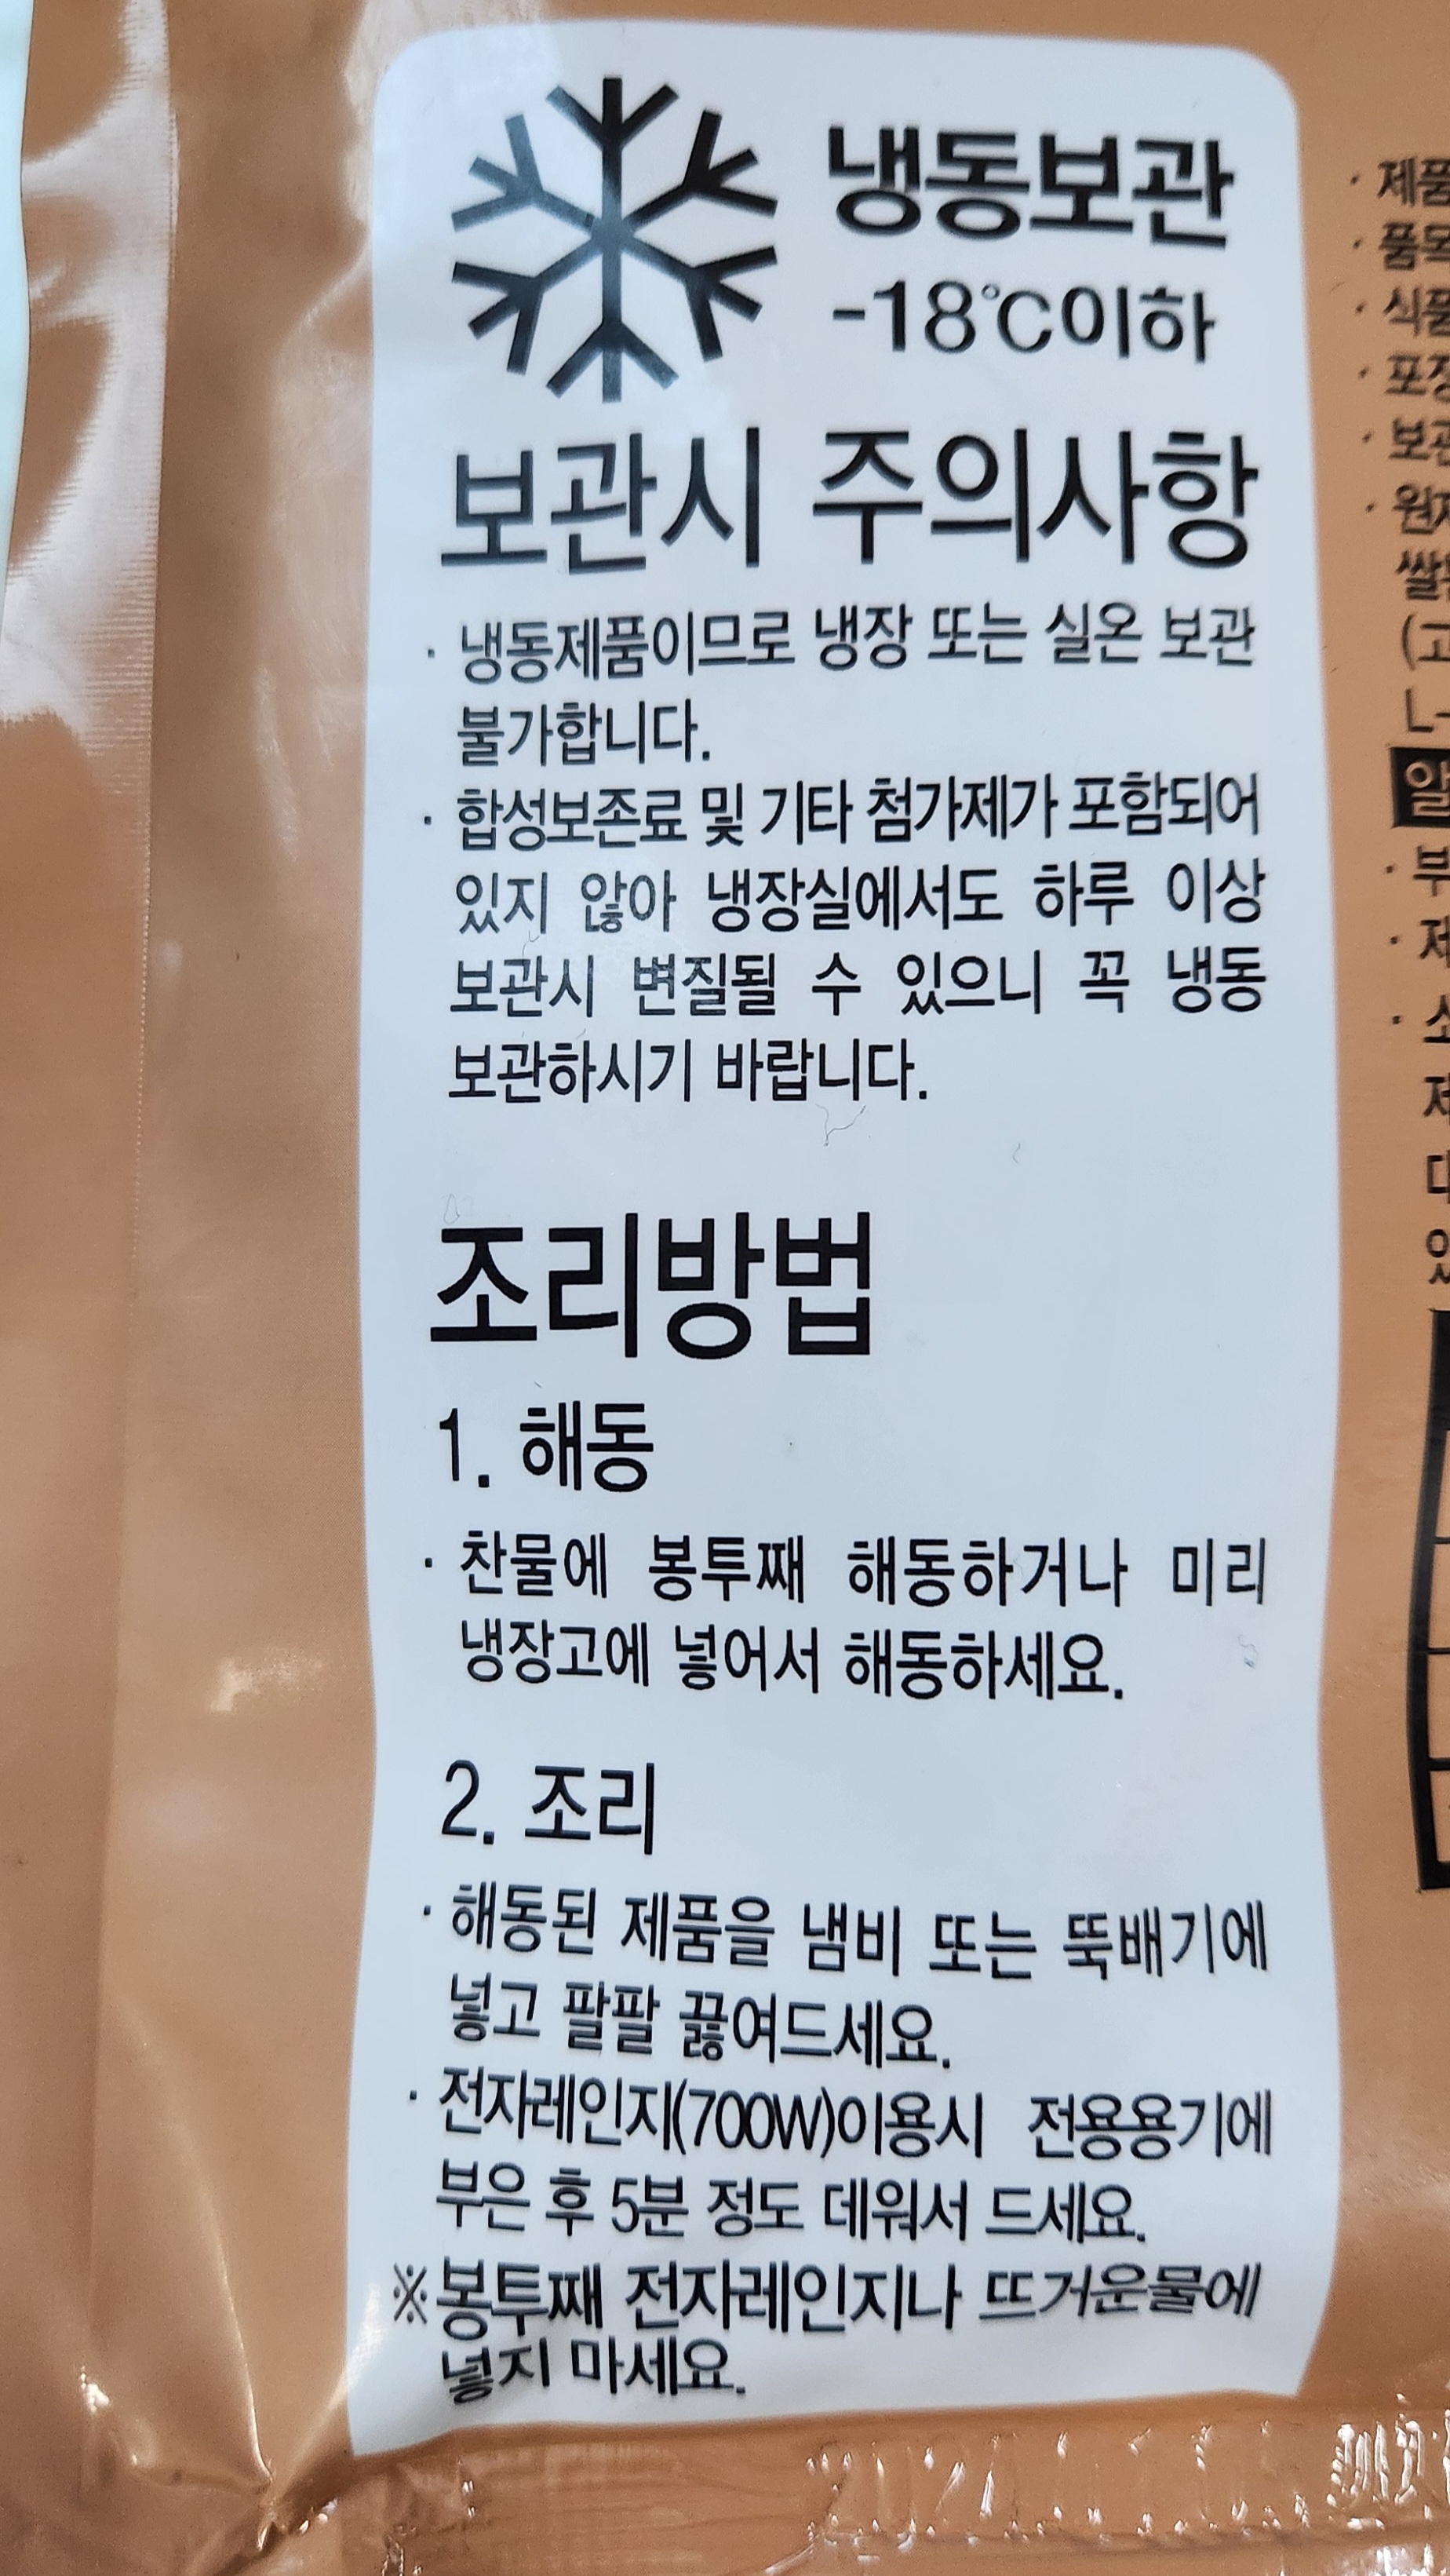 냉동보관
-18℃이하
보관시 주의사항
· 냉동제품이므로 냉장 또는 실온 보관
불가합니다.
· 합성보존료 및 기타 첨가제가 포함되어
있지 않아 냉장실에서도 하루 이상
보관시 변질될 수 있으니 꼭 냉동
보관하시기 바랍니다.
조리방법
1. 해동
· 찬물에 봉투째 해동하거나 미리
냉장고에 넣어서 해동하세요.
2. 조리
· 해동된 제품을 냄비 또는 뚝배기에
넣고 팔팔 끓여드세요.
· 전자레인지(700W)이용시 전용용기에
부은 후 5분 정도 데워서 드세요.
※봉투째 전자레인지나 뜨거운물에
넣지 마세요.